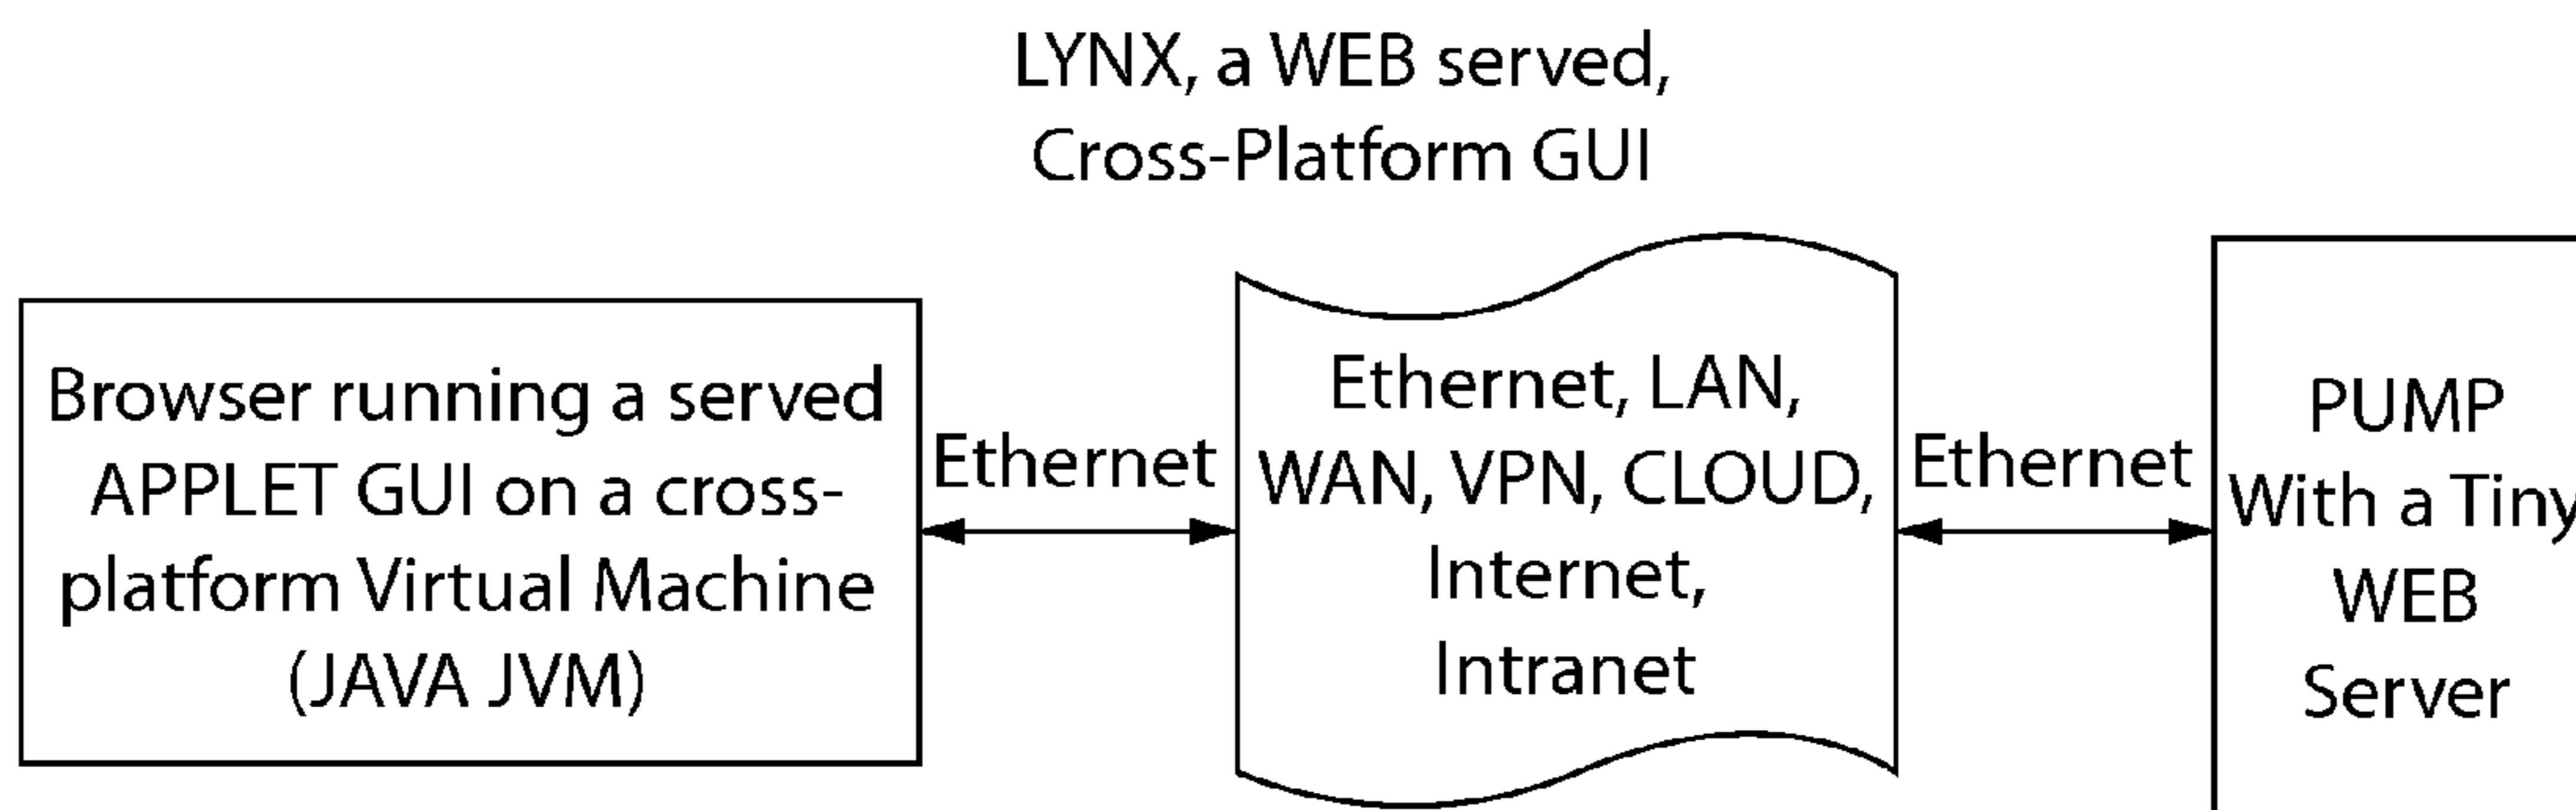 LYNX, a WEB served,
Cross-Platform GUI
Browser running a served
APPLET GUI on a cross-
platform Virtual Machine
(JAVA JVM)
Ethernet
Ethernet, LAN,
WAN, VPN, CLOUD,
Internet,
Intranet
Ethernet
PUMP
With a Tiny
WEB
Server